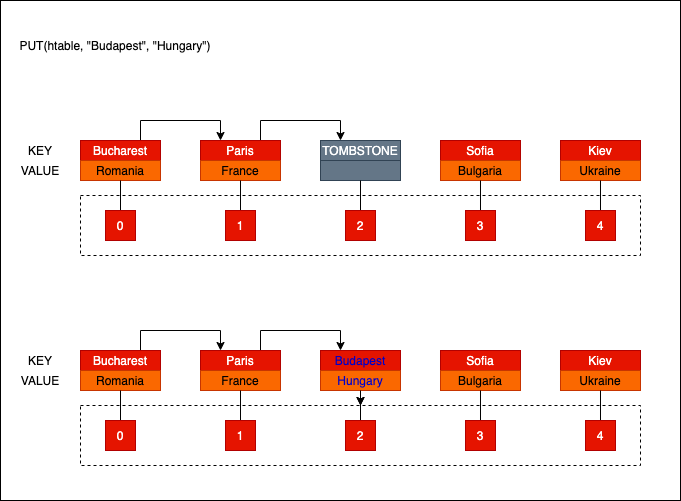 PUT(htable, "Budapest", "Hungary")
KEY Bucharest Paris TOMBSTONE Sofia Kiev
VALUE Romania France Bulgaria Ukraine
0 1 2 3 4
KEY Bucharest Paris Budapest Sofia Kiev
VALUE Romania France Hungary Bulgaria Ukraine
0 1 2 3 4